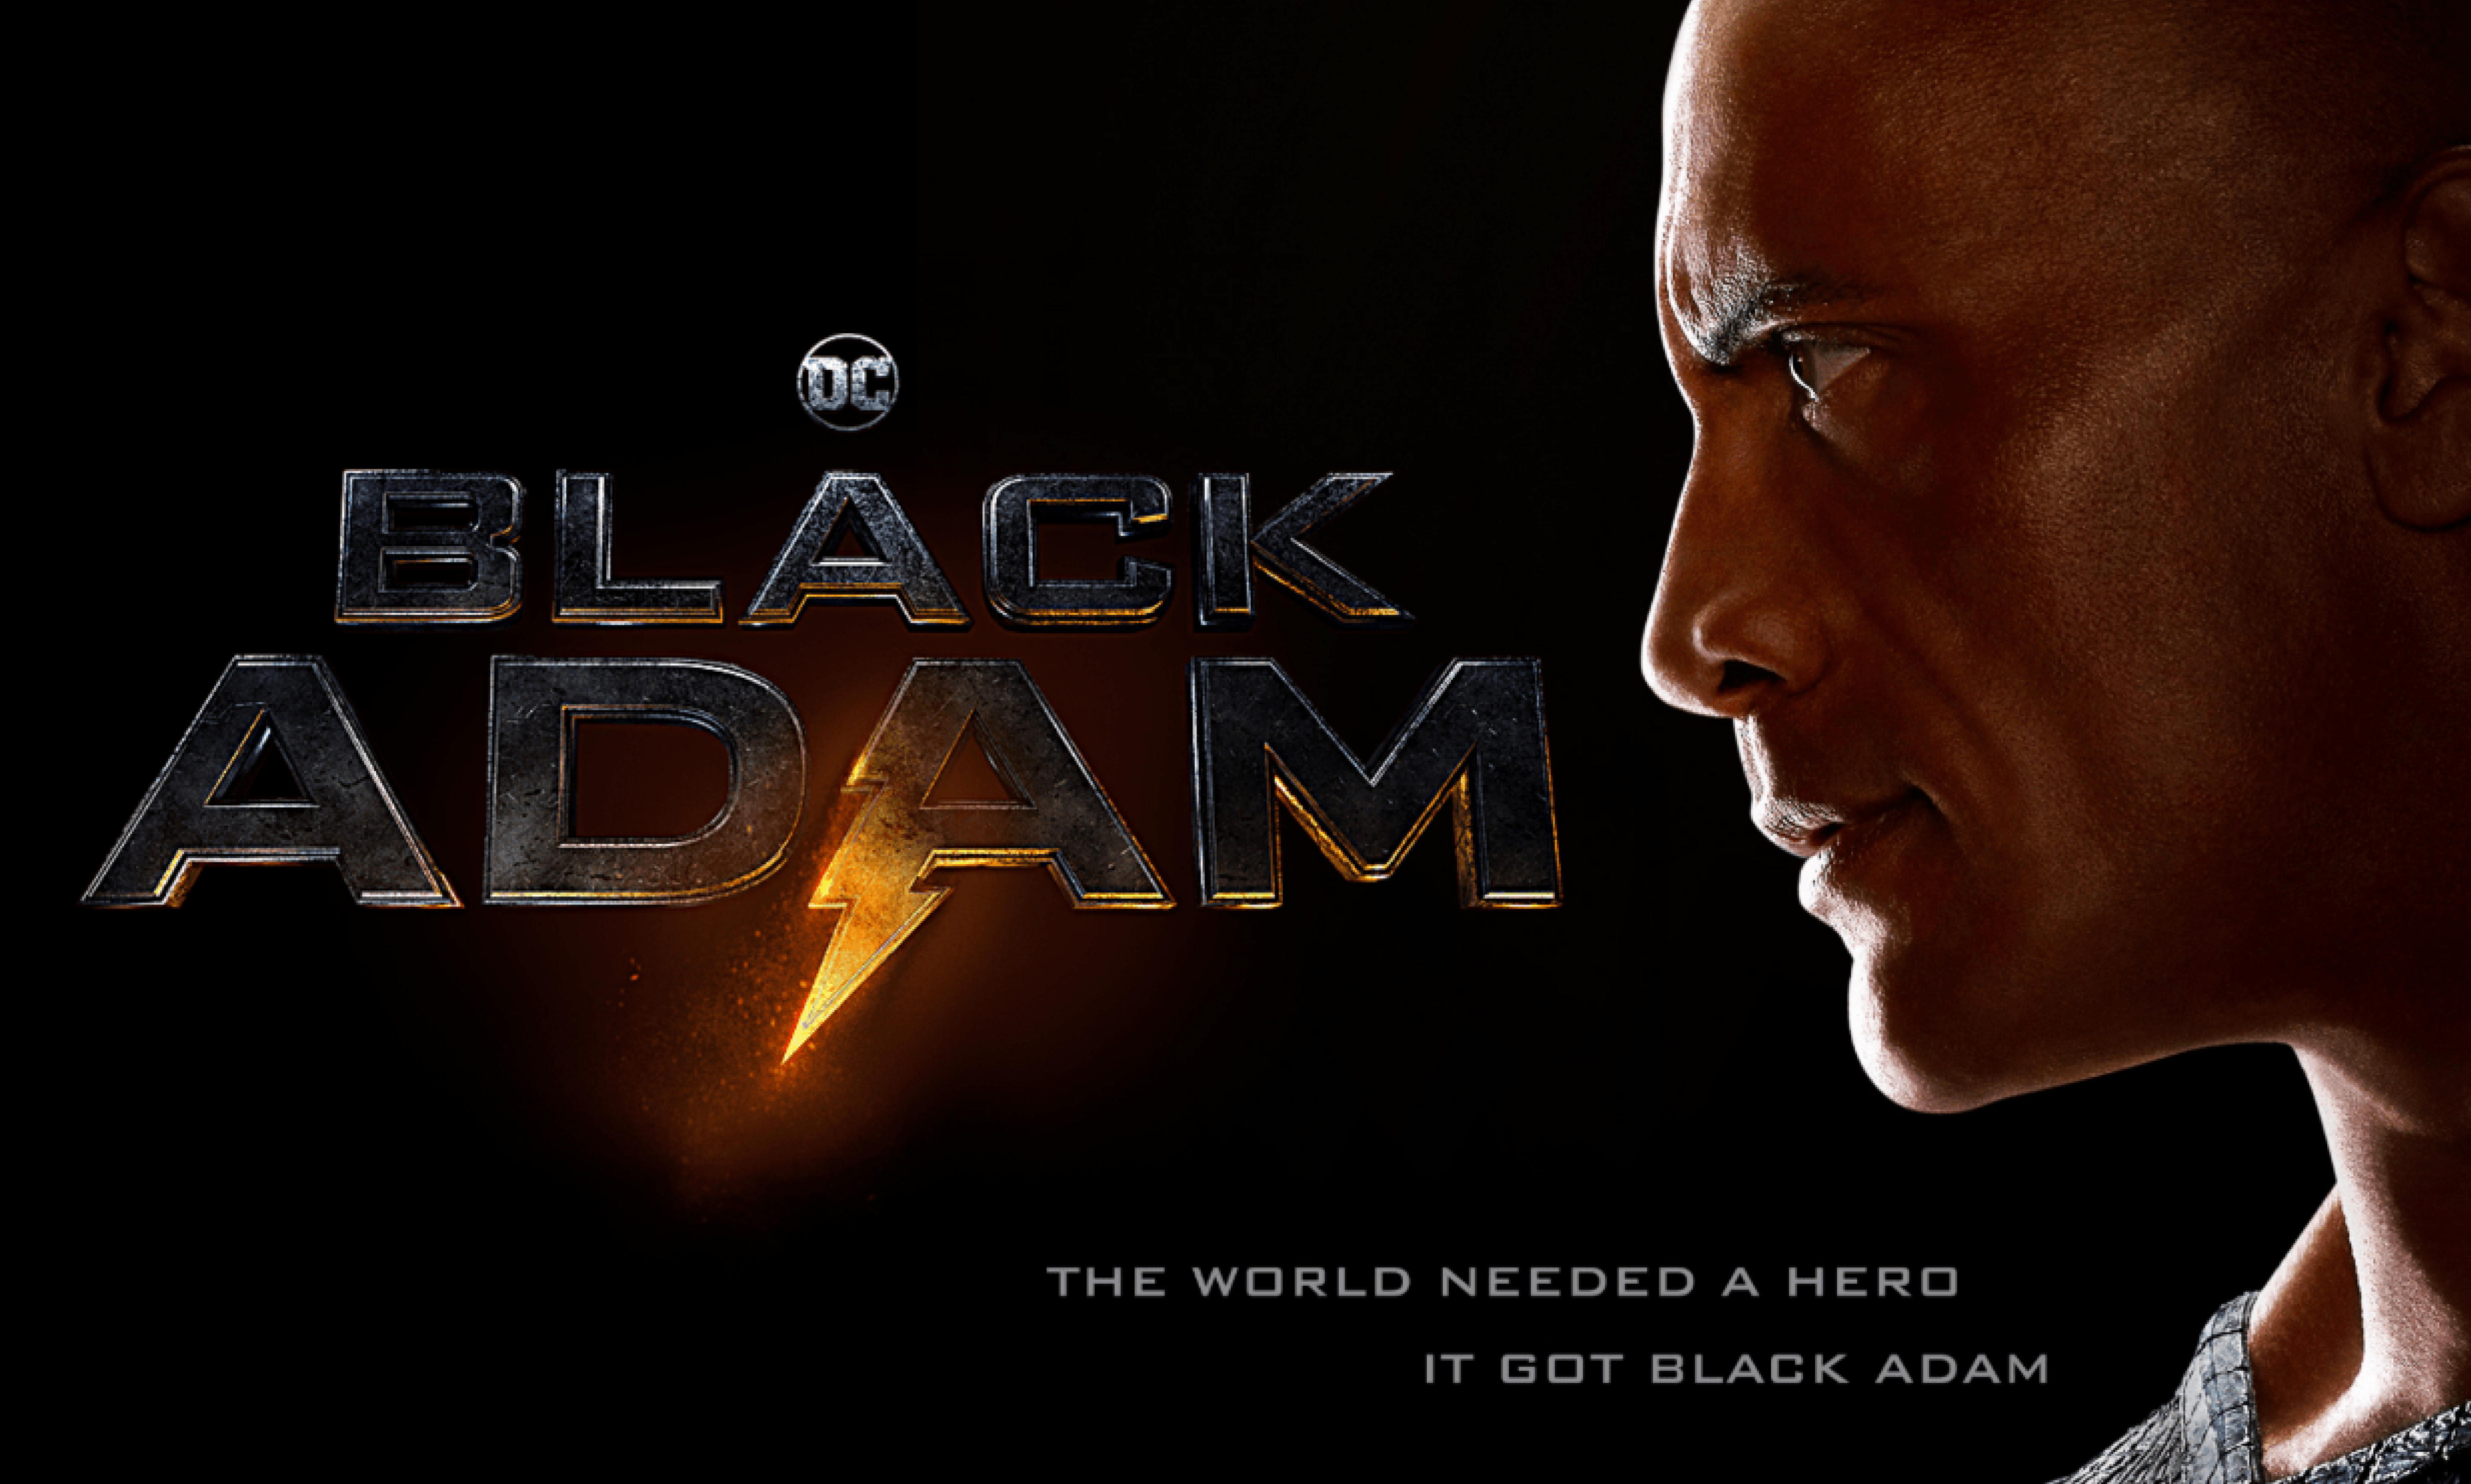 DC
BLACK
ADAM
THE WORLD NEEDED A HERO
IT GOT BLACK ADAM